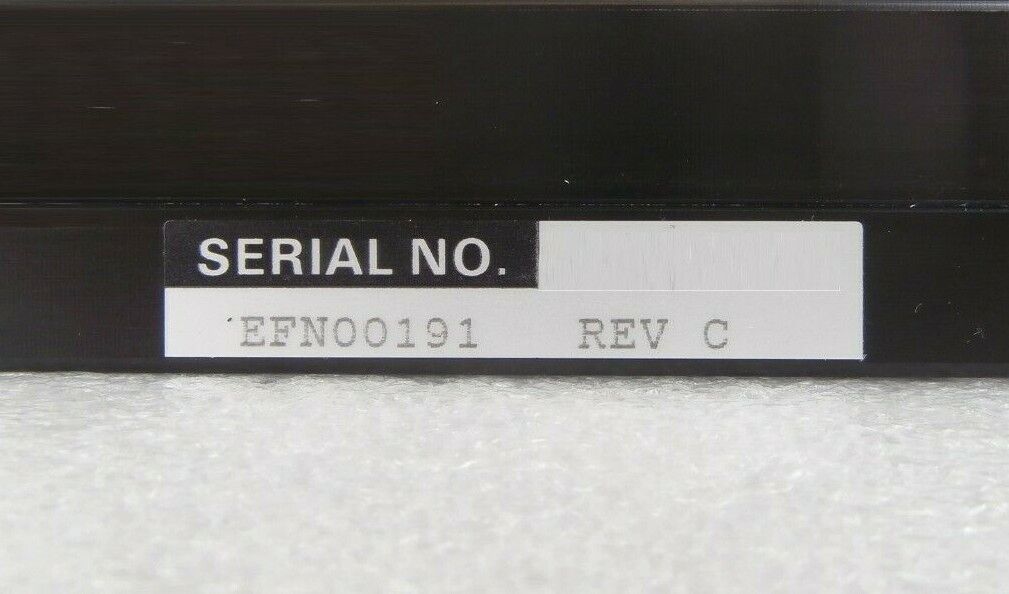 SERIAL NO.
EFN00191 REV C